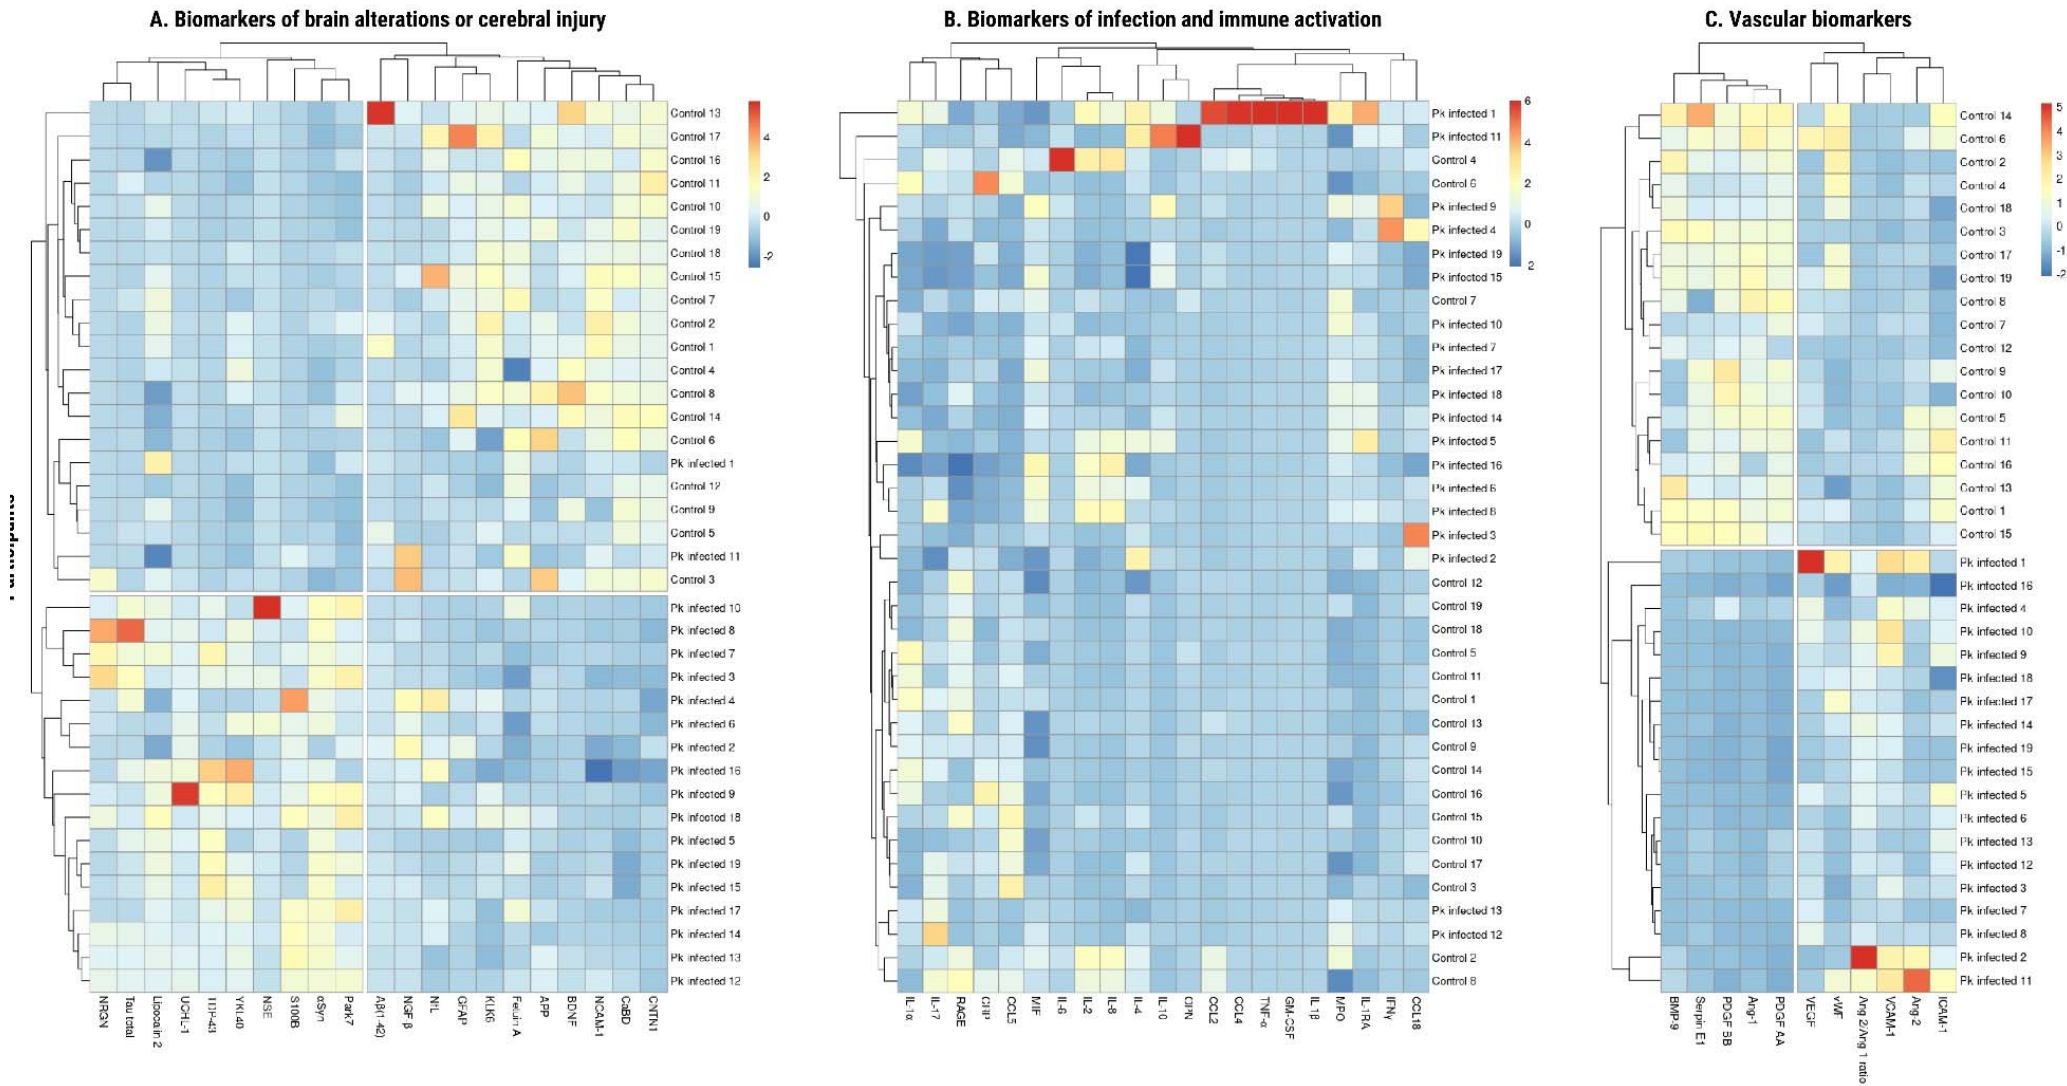 A. Biomarkers of brain alterations or cerebral injury
Control 13
Control 17
Control 16
Control 11
Control 10
Control 19
Control 18
Control 15
Control 7
Control 2
Control 1
Control 4
Control 8
Control 14
Control 6
Pk infected 1
Control 12
Control 9
Control 5
Pk infected 11
Control 3
Pk infected 10
Pk infected 8
Pk infected 7
Pk infected 3
Pk infected 4
Pk infected 6
Pk infected 2
Pk infected 16
Pk infected 9
Pk infected 18
Pk infected 5
Pk infected 19
Pk infected 15
Pk infected 17
Pk infected 14
Pk infected 13
Pk infected 12
NRGN
Tau total
Lipocalin 2
UCHL-1
TDP-43
YKL40
NSE
S100B
αSyn
Park7
Aβ(1-42)
NGF β
NfL
GFAP
KLK6
Fetuin A
APP
BDNF
NCAM-1
CaBD
CNTN1
4
2
0
-2
B. Biomarkers of infection and immune activation
Pk infected 1
Pk infected 11
Control 4
Control 6
Pk infected 9
Pk infected 4
Pk infected 19
Pk infected 15
Control 7
Pk infected 10
Pk infected 7
Pk infected 17
Pk infected 18
Pk infected 14
Pk infected 5
Pk infected 16
Pk infected 6
Pk infected 8
Pk infected 3
Pk infected 2
Control 12
Control 19
Control 18
Control 5
Control 11
Control 1
Control 13
Control 9
Control 14
Control 16
Control 15
Control 10
Control 17
Control 3
Pk infected 13
Pk infected 12
Control 2
Control 8
IL-1α
IL-17
RAGE
CHP
CCL5
MIF
IL-6
IL-2
IL-8
IL-4
IL-10
OPN
CCL2
CCL4
TNF-α
GM-CSF
IL 1β
MPO
IL-1RA
IFNγ
CCL18
6
4
2
0
2
C. Vascular biomarkers
Control 14
Control 6
Control 2
Control 4
Control 18
Control 3
Control 17
Control 19
Control 8
Control 7
Control 12
Control 9
Control 10
Control 5
Control 11
Control 16
Control 13
Control 1
Control 15
Pk infected 1
Pk infected 16
Pk infected 4
Pk infected 10
Pk infected 9
Pk infected 18
Pk infected 17
Pk infected 14
Pk infected 19
Pk infected 15
Pk infected 5
Pk infected 6
Pk infected 13
Pk infected 12
Pk infected 3
Pk infected 7
Pk infected 8
Pk infected 2
Pk infected 11
BMP-9
Serpin E1
PDGF BB
Ang-1
PDGF AA
VEGF
vWF
Ang 2/Ang 1 ratio
VCAM-1
Ang-2
ICAM-1
5
4
3
2
1
0
-1
-2